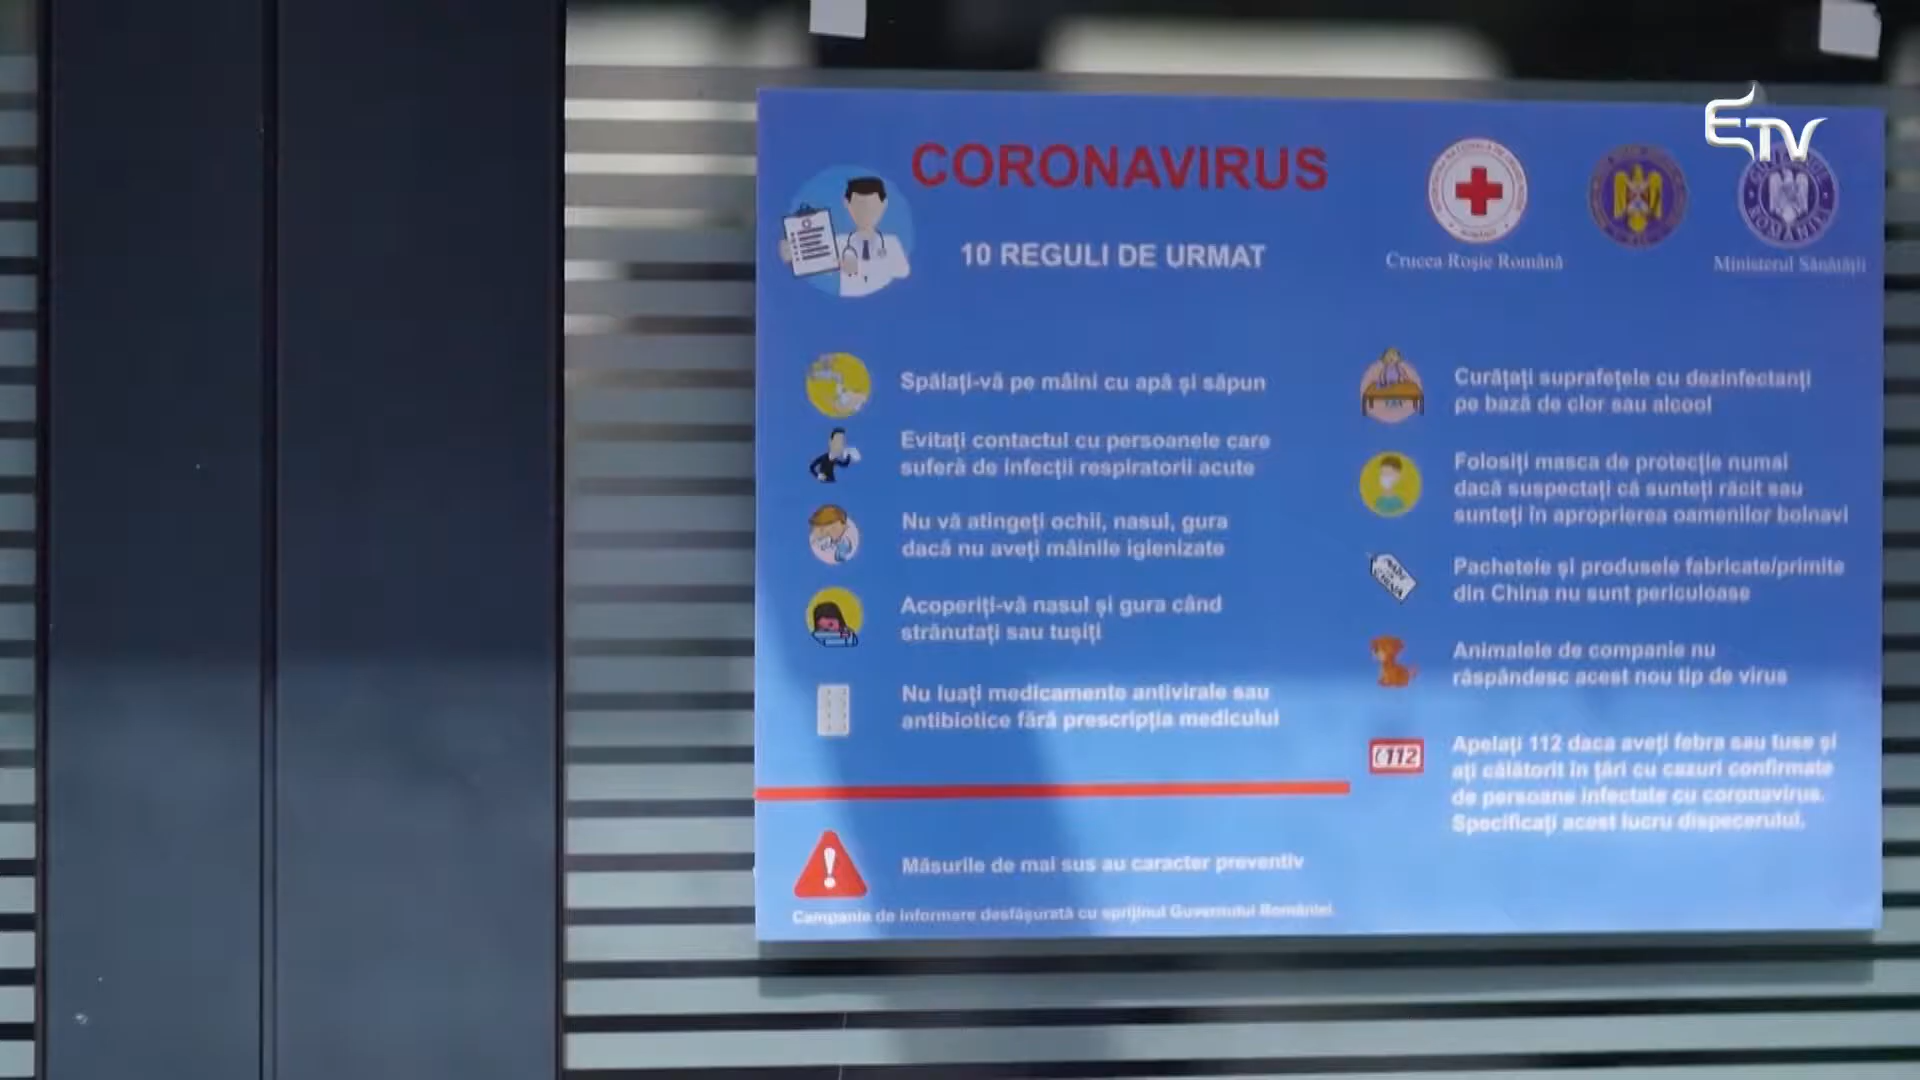 ETV
CORONAVIRUS
10 REGULI DE URMAT
Crucea Roșie Română
Ministerul Sănătății
Spălați-vă pe mâini cu apă și săpun
Evitați contactul cu persoanele care
suferă de infecții respiratorii acute
Nu vă atingeți ochii, nasul, gura
dacă nu aveți mâinile igienizate
Acoperiți-vă nasul și gura când
strănutați sau tușiți
Nu luați medicamente antivirale sau
antibiotice fără prescripția medicului
Curățați suprafețele cu dezinfectanți
pe bază de clor sau alcool
Folosiți masca de protecție numai
dacă suspectați că sunteți răcit sau
sunteți în aproprierea oamenilor bolnavi
MADE
IN
CHINA
Pachetele și produsele fabricate/primite
din China nu sunt periculoase
Animalele de companie nu
răspândesc acest nou tip de virus
112
Apelați 112 daca aveți febra sau tuse și
ați călătorit în țări cu cazuri confirmate
de persoane infectate cu coronavirus.
Specificați acest lucru dispecerului.
Măsurile de mai sus au caracter preventiv
Campanie de informare desfășurată cu sprijinul Guvernului României.